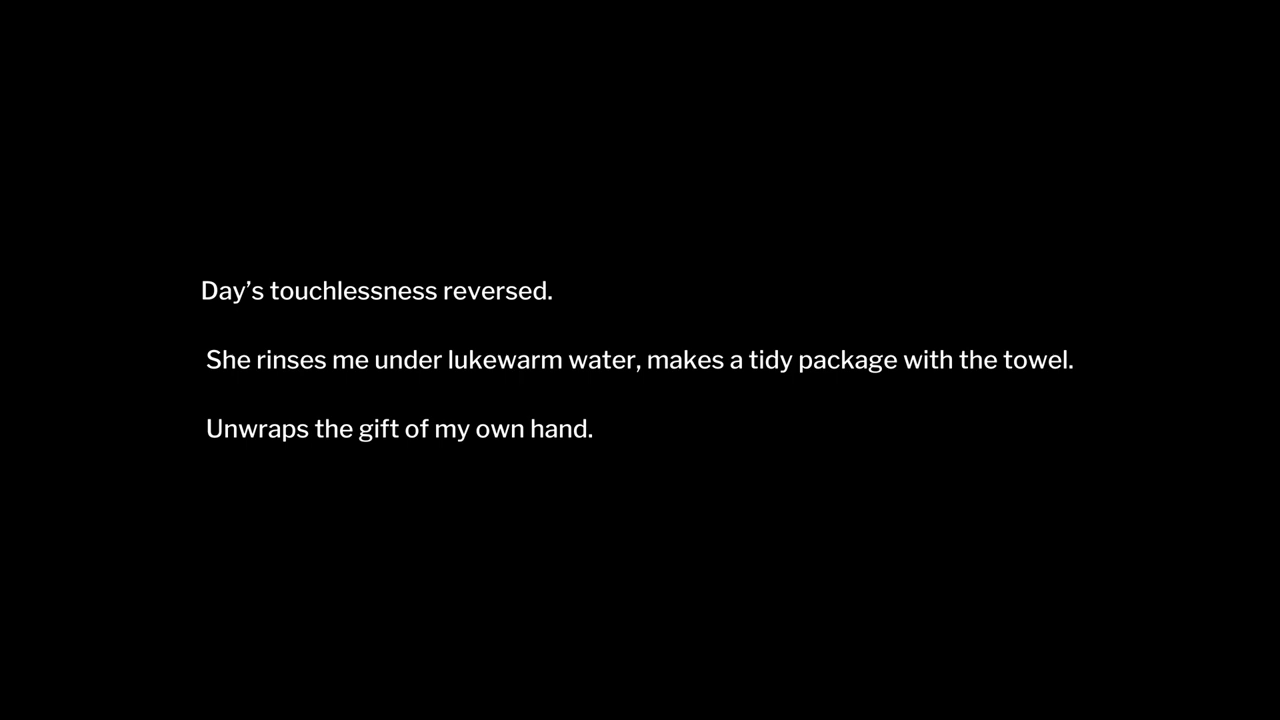 Day’s touchlessness reversed.
She rinses me under lukewarm water, makes a tidy package with the towel.
Unwraps the gift of my own hand.